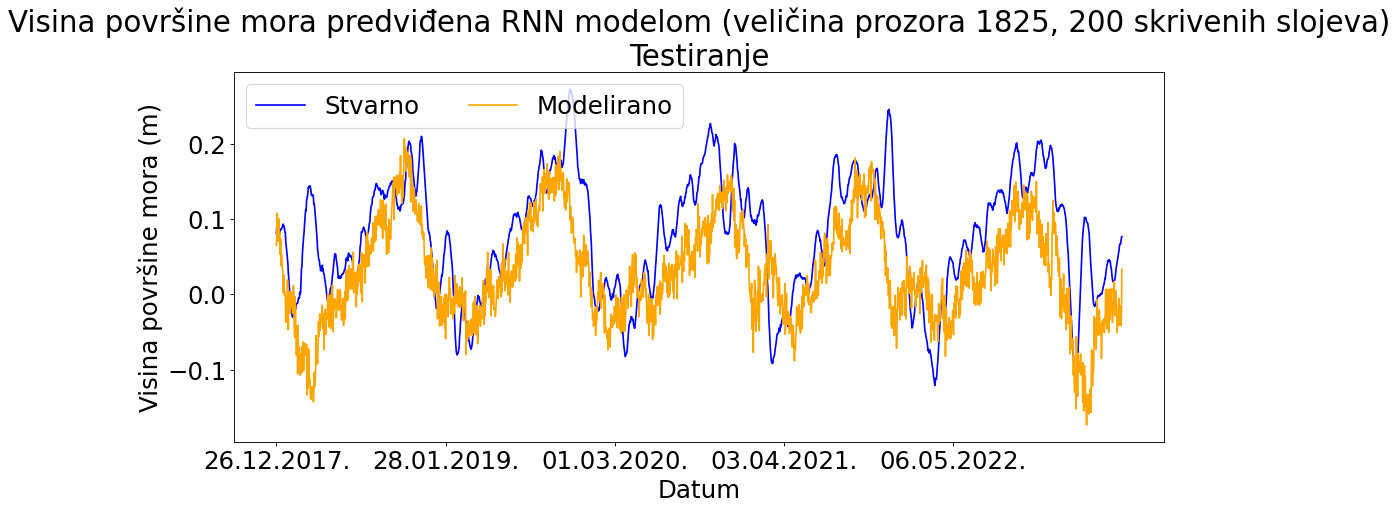 Visina površine mora predviđena RNN modelom (veličina prozora 1825, 200 skrivenih slojeva)
Testiranje
Stvarno
Modelirano
Visina površine mora (m)
0.2
0.1
0.0
−0.1
26.12.2017.
28.01.2019.
01.03.2020.
03.04.2021.
06.05.2022.
Datum